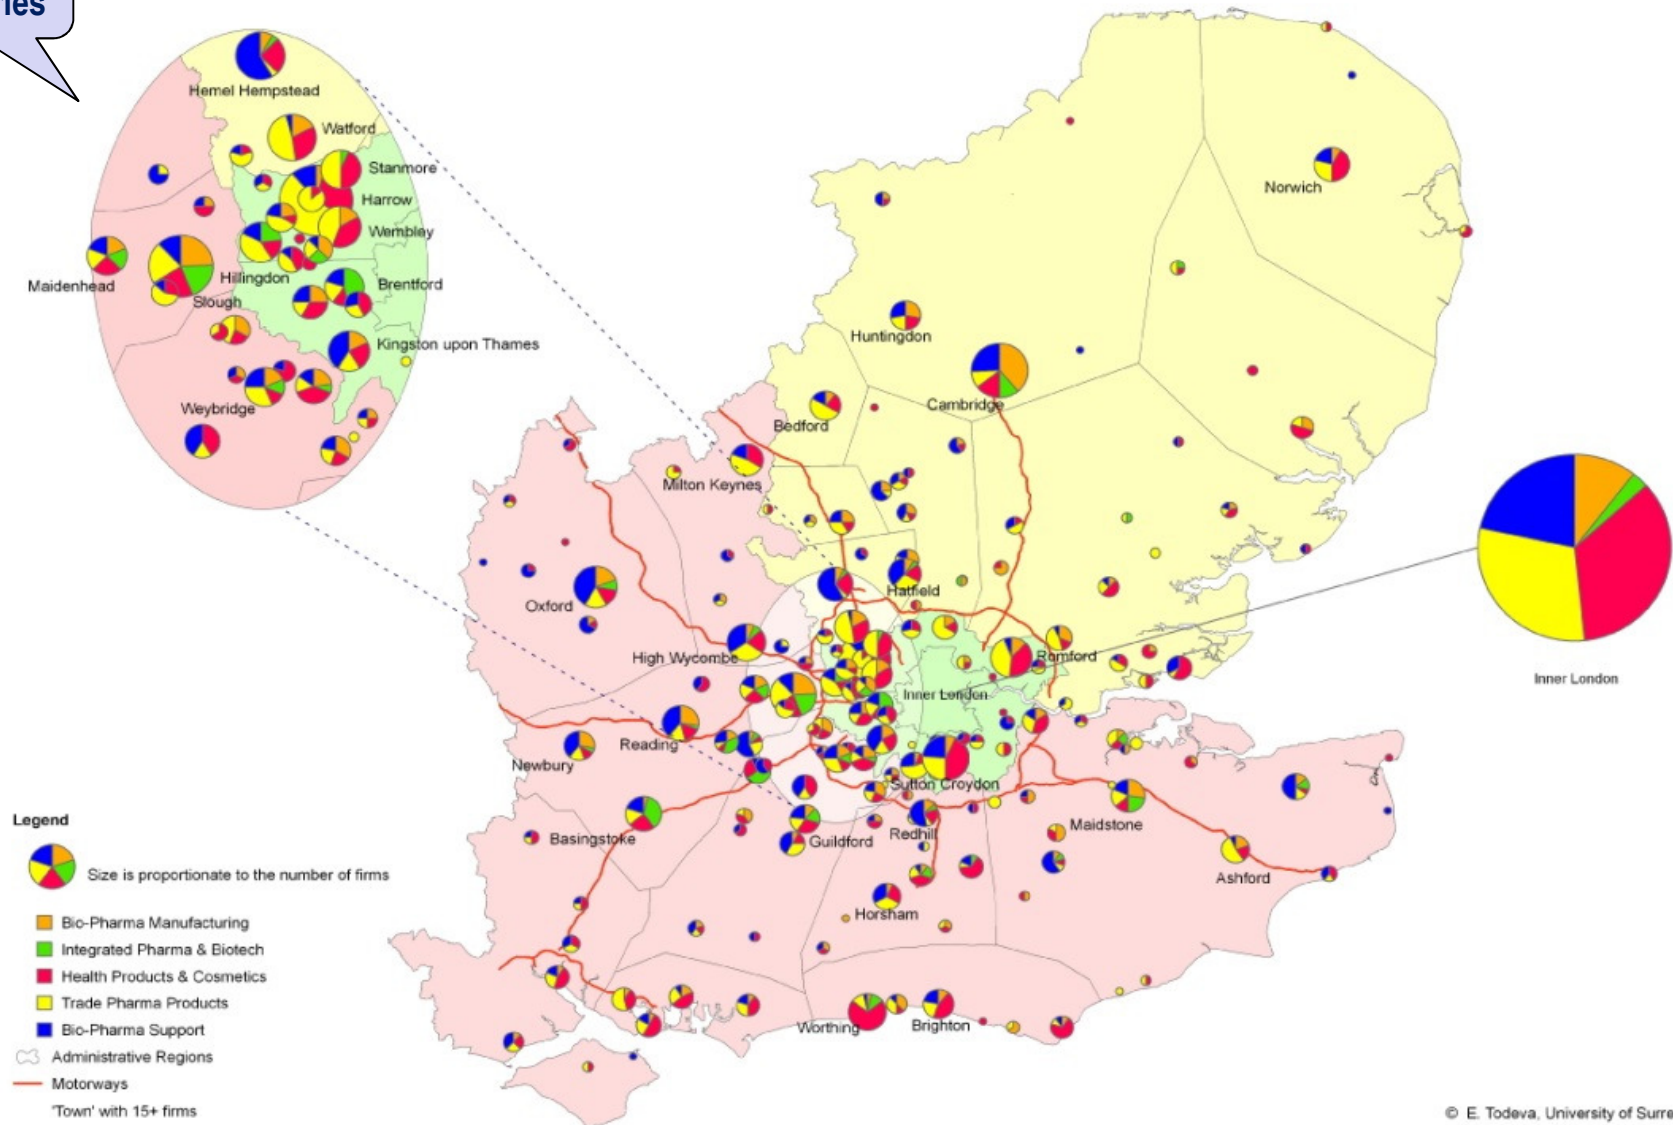 Hemel Hempstead
Watford
Stanmore
Harrow
Wembley
Maidenhead
Hillingdon
Slough
Brentford
Kingston upon Thames
Weybridge
Norwich
Huntingdon
Cambridge
Bedford
Milton Keynes
Oxford
Hatfield
High Wycombe
Romford
Inner London
Inner London
Reading
Newbury
Sutton Croydon
Basingstoke
Guildford
Redhill
Maidstone
Ashford
Horsham
Worthing
Brighton
Legend
Size is proportionate to the number of firms
Bio-Pharma Manufacturing
Integrated Pharma & Biotech
Health Products & Cosmetics
Trade Pharma Products
Bio-Pharma Support
Administrative Regions
Motorways
'Town' with 15+ firms
© E. Todeva, University of Surre